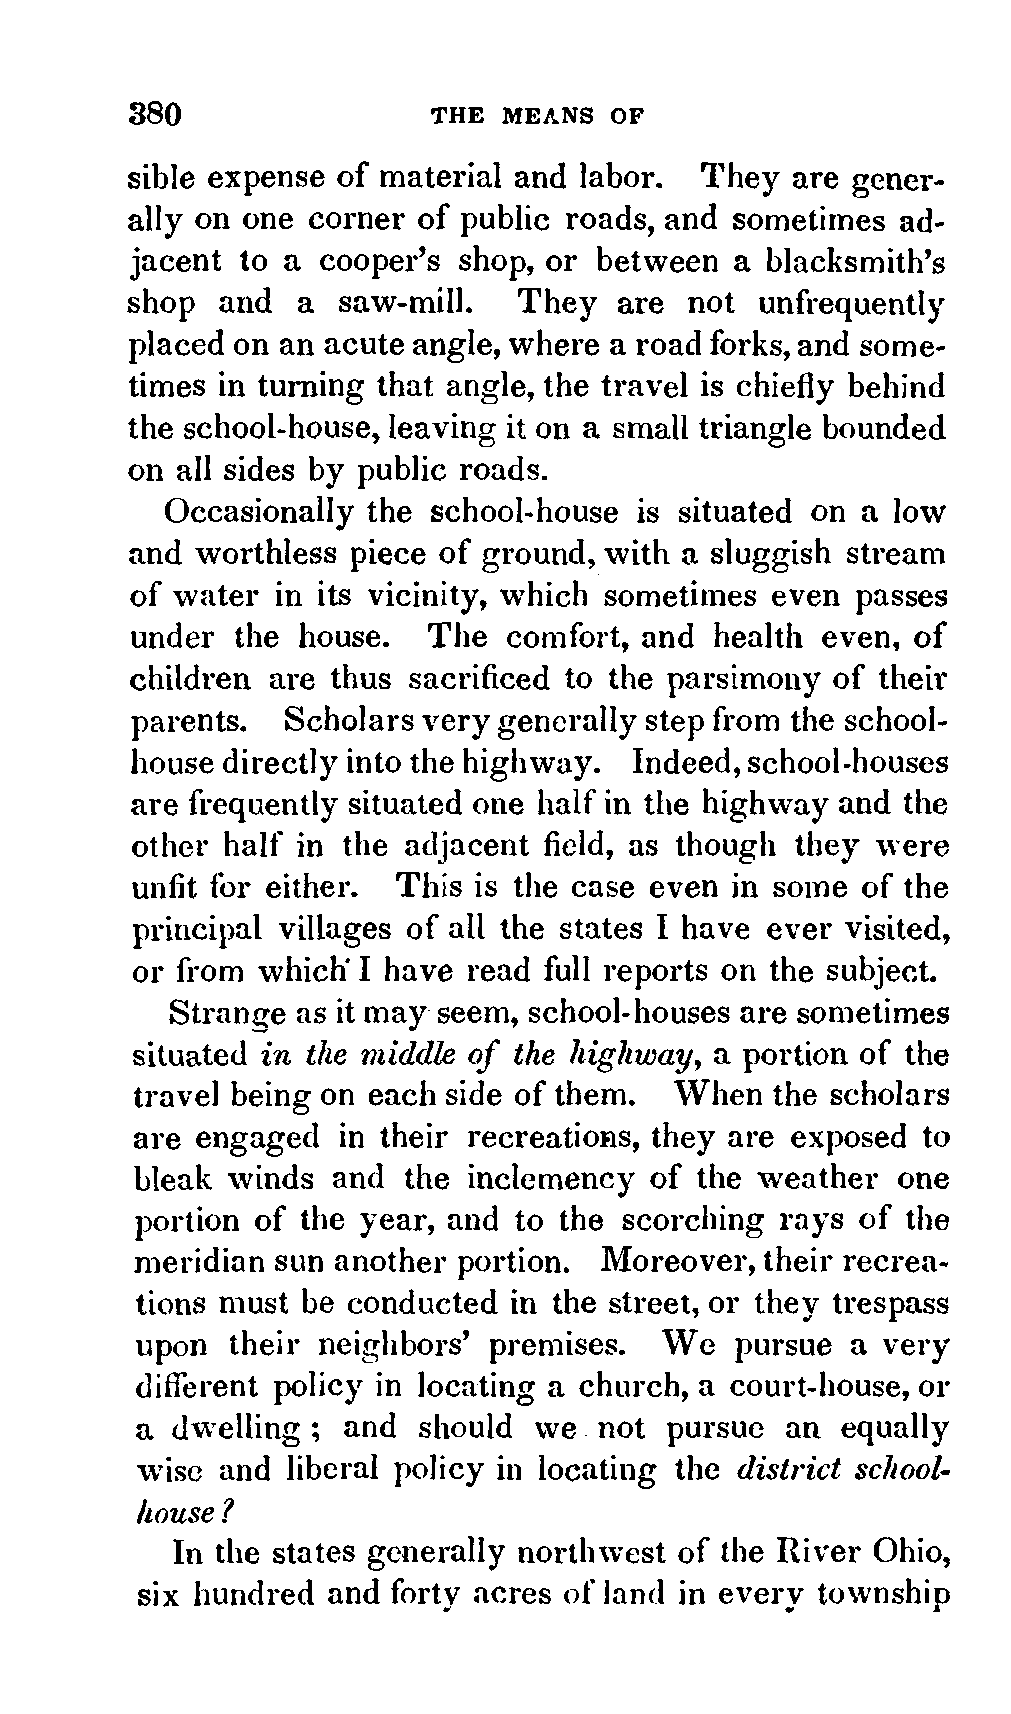 380 THE MEANS OF
sible expense of material and labor. They are gener-
ally on one corner of public roads, and sometimes ad-
jacent to a cooper's shop, or between a blacksmith's
shop and a saw-mill. They are not unfrequently
placed on an acute angle, where a road forks, and some-
times in turning that angle, the travel is chiefly behind
the school-house, leaving it on a small triangle bounded
on all sides by public roads.
Occasionally the school-house is situated on a low
and worthless piece of ground, with a sluggish stream
of water in its vicinity, which sometimes even passes
under the house. The comfort, and health even, of
children are thus sacrificed to the parsimony of their
parents. Scholars very generally step from the school-
house directly into the highway. Indeed, school-houses
are frequently situated one half in the highway and the
other half in the adjacent field, as though they were
unfit for either. This is the case even in some of the
principal villages of all the states I have ever visited,
or from which I have read full reports on the subject.
Strange as it may seem, school-houses are sometimes
situated in the middle of the highway, a portion of the
travel being on each side of them. When the scholars
are engaged in their recreations, they are exposed to
bleak winds and the inclemency of the weather one
portion of the year, and to the scorching rays of the
meridian sun another portion. Moreover, their recrea-
tions must be conducted in the street, or they trespass
upon their neighbors' premises. We pursue a very
different policy in locating a church, a court-house, or
a dwelling; and should we not pursue an equally
wise and liberal policy in locating the district school-
house?
In the states generally northwest of the River Ohio,
six hundred and forty acres of land in every township